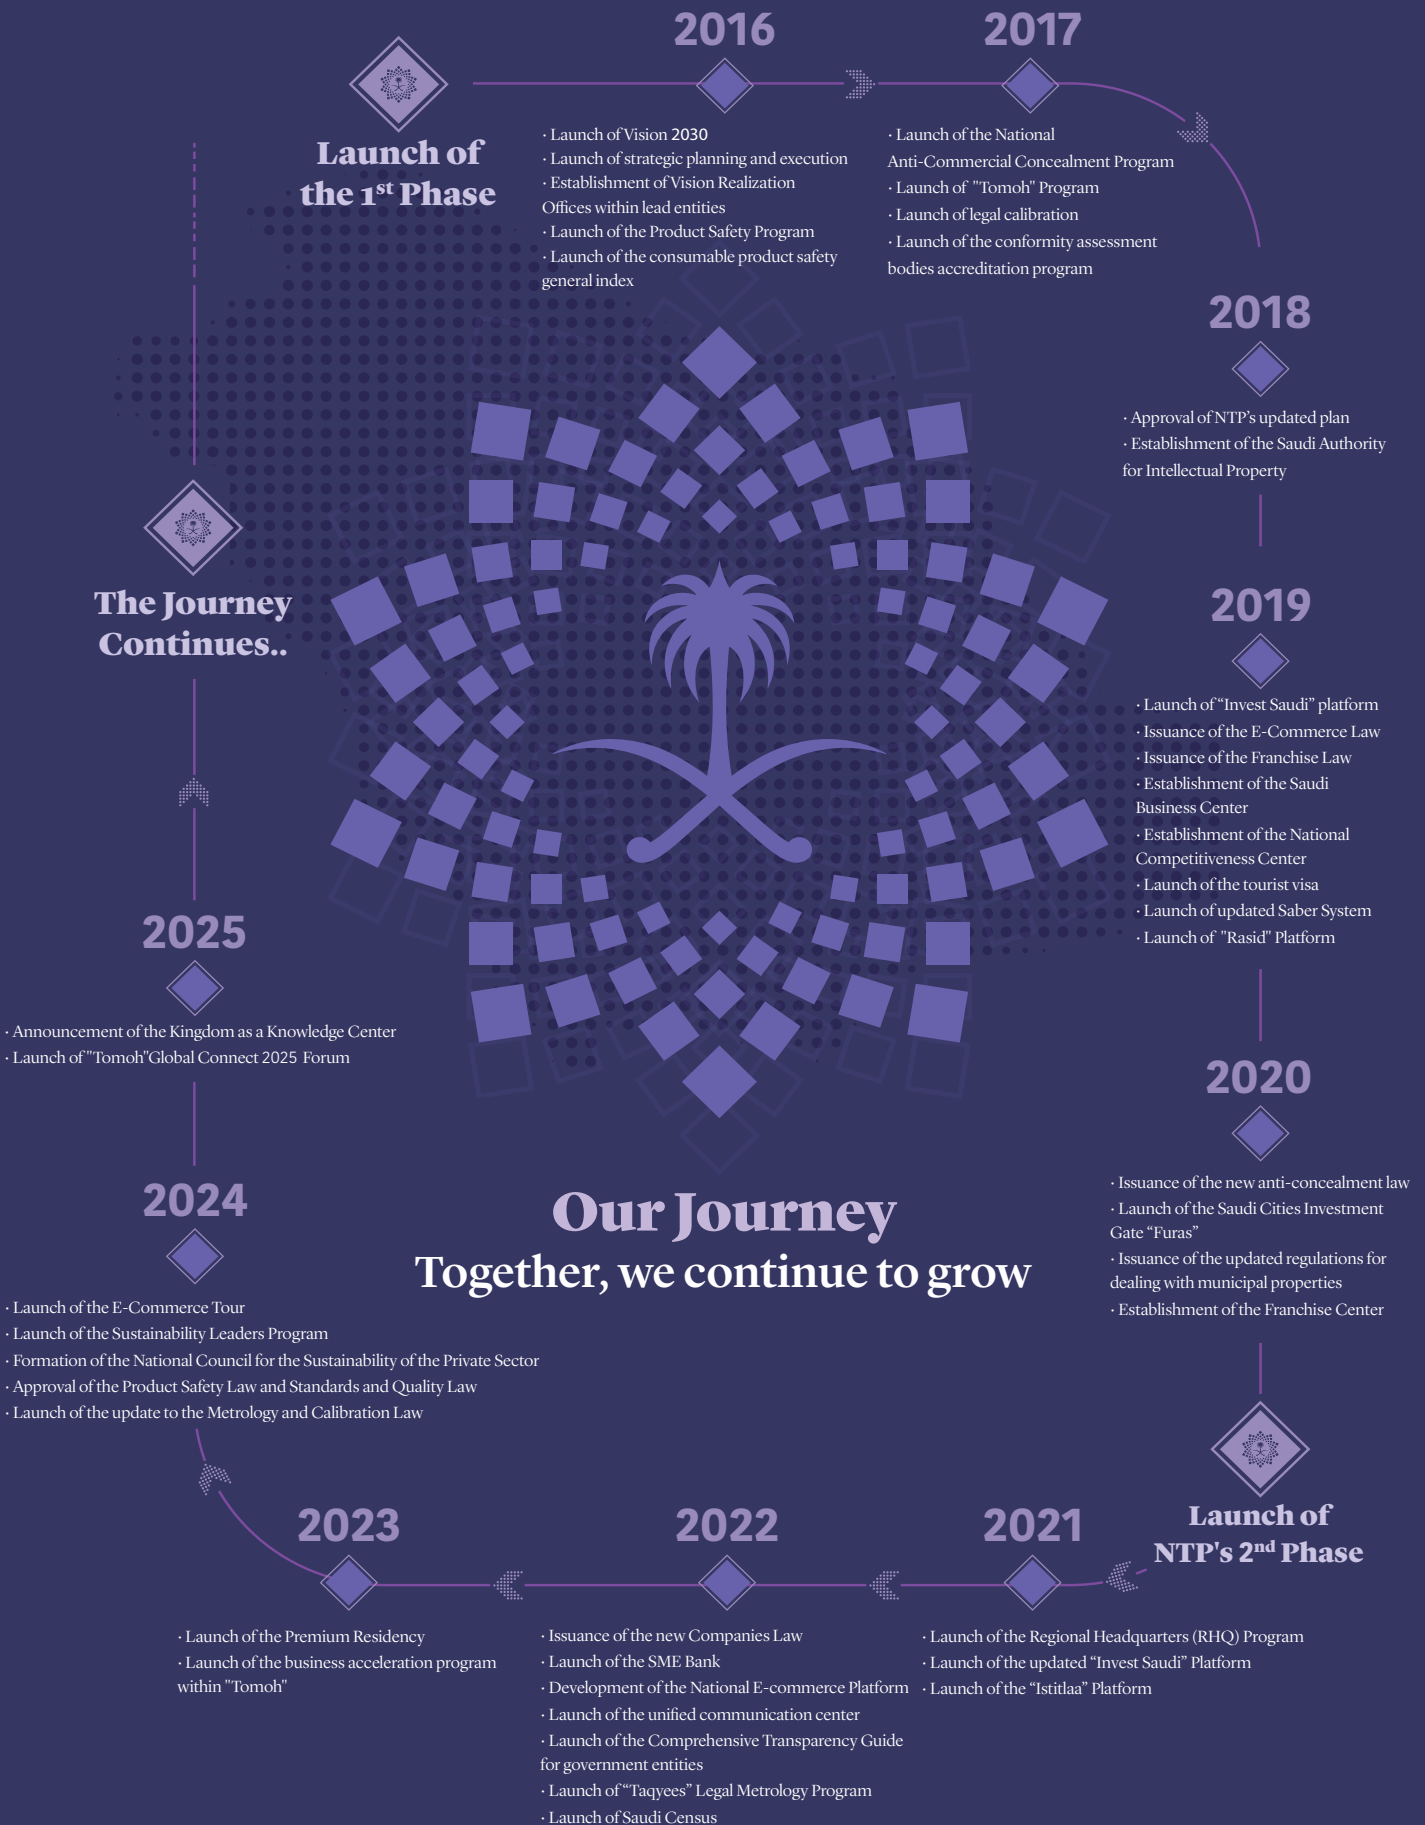 Launch of
the 1st Phase
2016
· Launch of Vision 2030
· Launch of strategic planning and execution
· Establishment of Vision Realization
Offices within lead entities
· Launch of the Product Safety Program
· Launch of the consumable product safety
general index
2017
· Launch of the National
Anti-Commercial Concealment Program
· Launch of "Tomoh" Program
· Launch of legal calibration
· Launch of the conformity assessment
bodies accreditation program
2018
· Approval of NTP’s updated plan
· Establishment of the Saudi Authority
for Intellectual Property
2019
· Launch of “Invest Saudi” platform
· Issuance of the E-Commerce Law
· Issuance of the Franchise Law
· Establishment of the Saudi
Business Center
· Establishment of the National
Competitiveness Center
· Launch of the tourist visa
· Launch of updated Saber System
· Launch of "Rasid" Platform
2020
· Issuance of the new anti-concealment law
· Launch of the Saudi Cities Investment
Gate “Furas”
· Issuance of the updated regulations for
dealing with municipal properties
· Establishment of the Franchise Center
Launch of
NTP's 2nd Phase
2021
· Launch of the Regional Headquarters (RHQ) Program
· Launch of the updated “Invest Saudi” Platform
· Launch of the “Istitlaa” Platform
2022
· Issuance of the new Companies Law
· Launch of the SME Bank
· Development of the National E-commerce Platform
· Launch of the unified communication center
· Launch of the Comprehensive Transparency Guide
for government entities
· Launch of “Taqyees” Legal Metrology Program
· Launch of Saudi Census
2023
· Launch of the Premium Residency
· Launch of the business acceleration program
within "Tomoh"
2024
· Launch of the E-Commerce Tour
· Launch of the Sustainability Leaders Program
· Formation of the National Council for the Sustainability of the Private Sector
· Approval of the Product Safety Law and Standards and Quality Law
· Launch of the update to the Metrology and Calibration Law
2025
· Announcement of the Kingdom as a Knowledge Center
· Launch of "Tomoh"Global Connect 2025 Forum
The Journey
Continues..
Our Journey
Together, we continue to grow